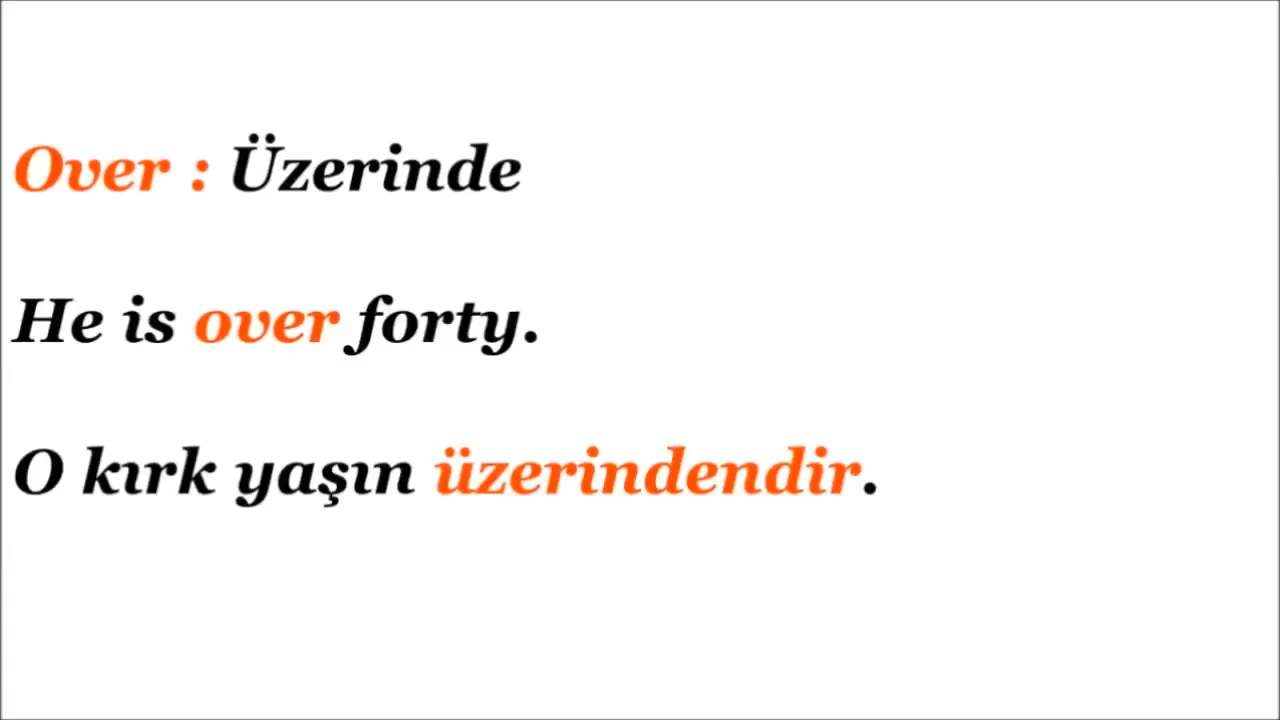 Over : Üzerinde
He is over forty.
O kırk yaşın üzerindendir.